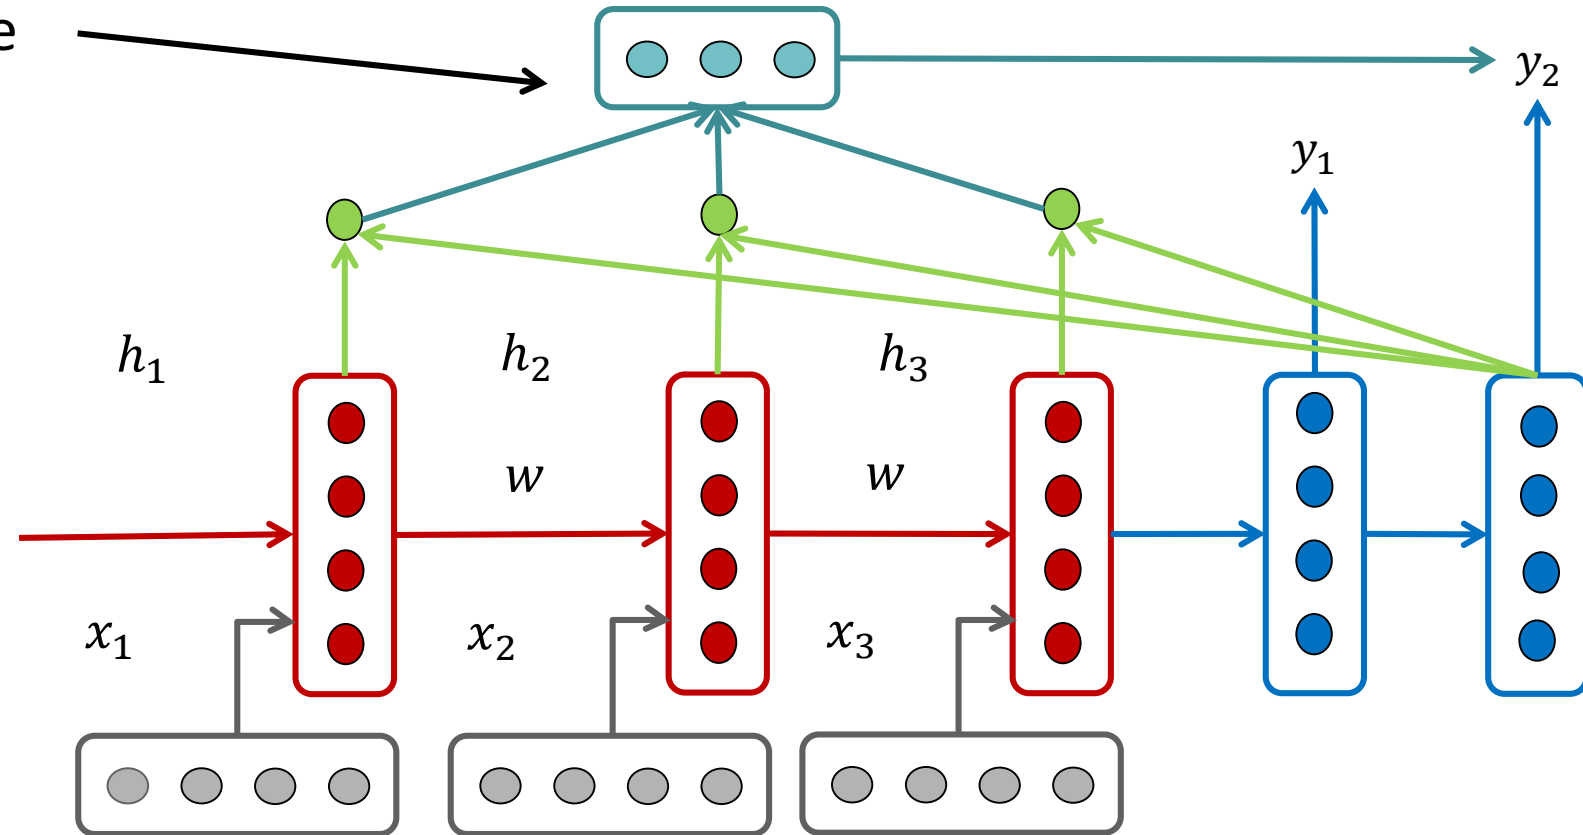 e
y₂
y₁
h₁ h₂ h₃
w w
x₁ x₂ x₃